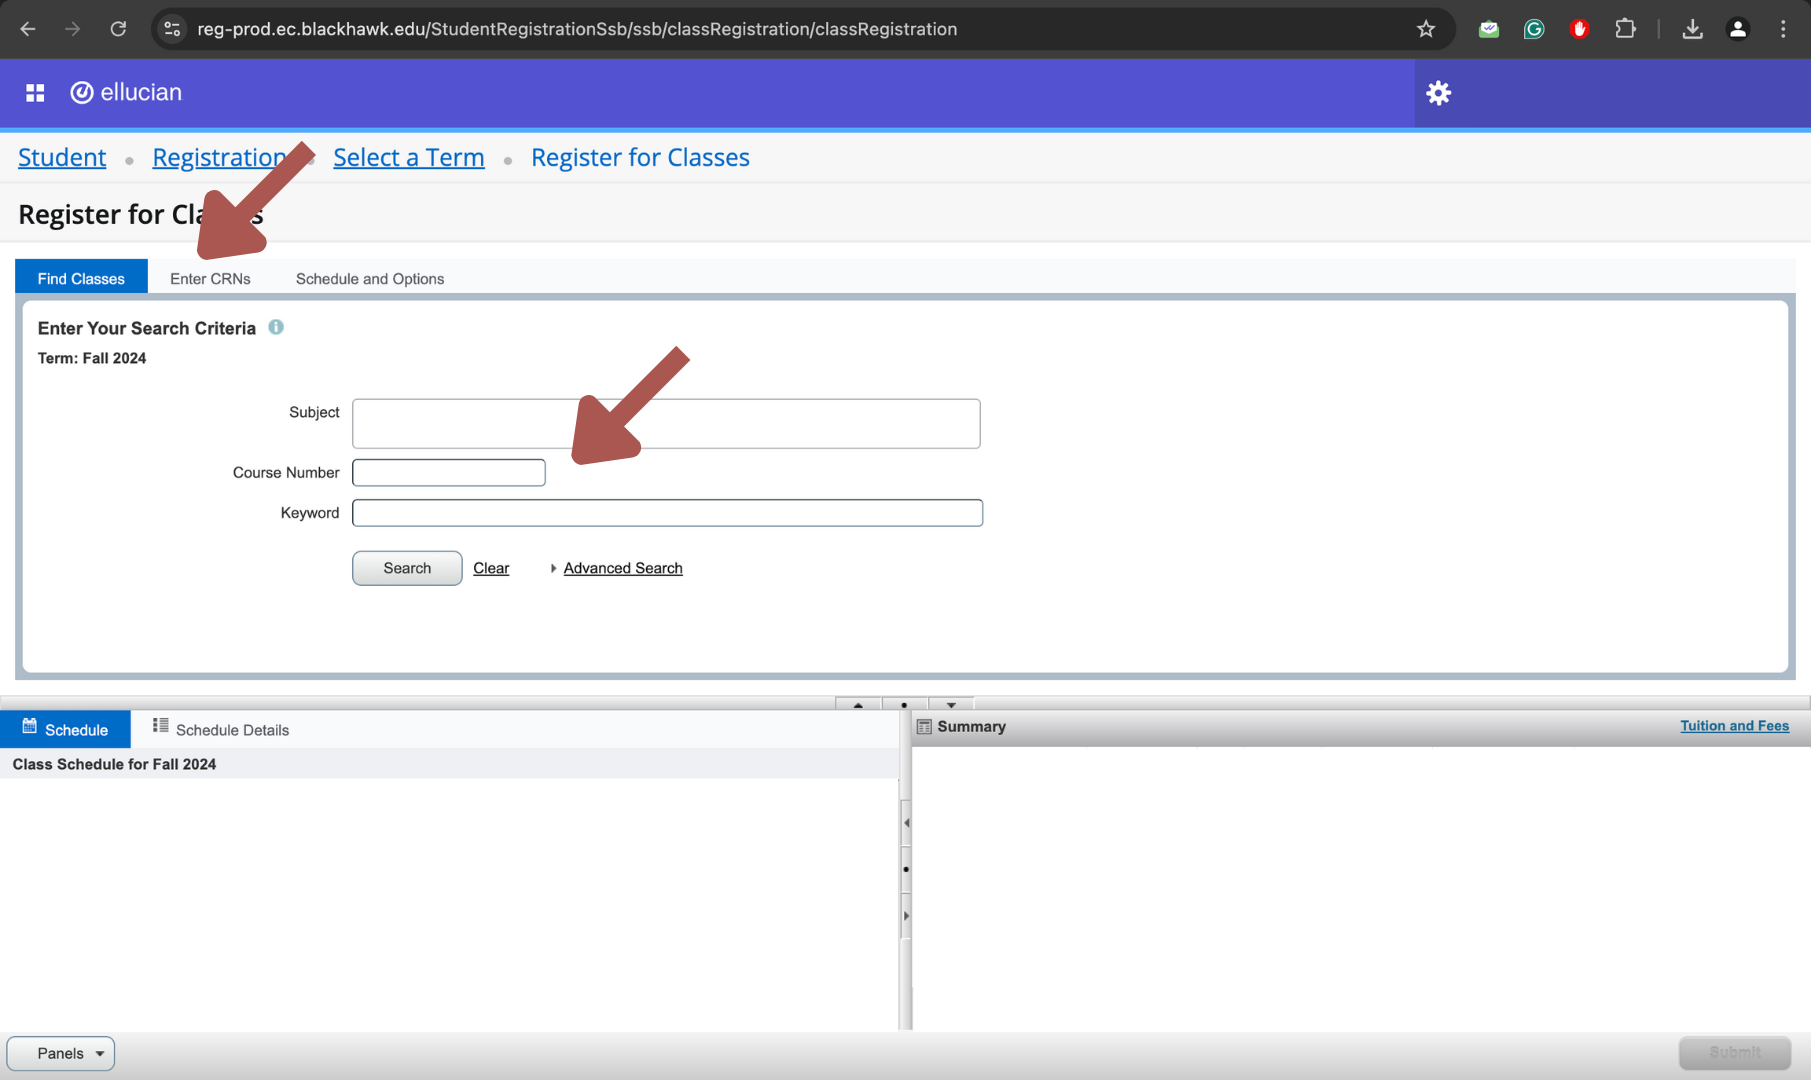 reg-prod.ec.blackhawk.edu/StudentRegistrationSsb/ssb/classRegistration/classRegistration
ellucian
Student Registration Select a Term Register for Classes
Register for Classes
Find Classes Enter CRNs Schedule and Options
Enter Your Search Criteria
Term: Fall 2024
Subject
Course Number
Keyword
Search Clear Advanced Search
Schedule Schedule Details Summary Tuition and Fees
Class Schedule for Fall 2024
Panels Submit